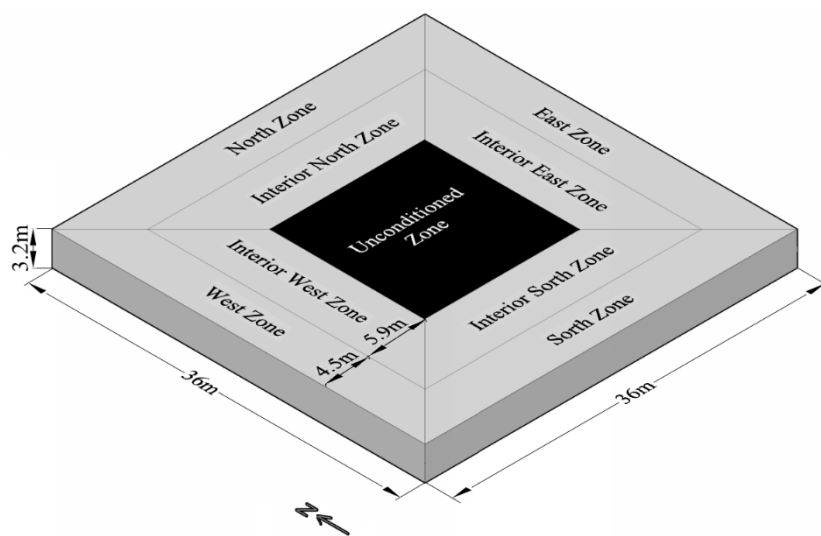 North Zone
East Zone
Interior North Zone
Interior East Zone
Unconditioned
Zone
3.2m
Interior West Zone
Interior Sorth Zone
West Zone
Sorth Zone
5.9m
4.5m
36m
36m
N